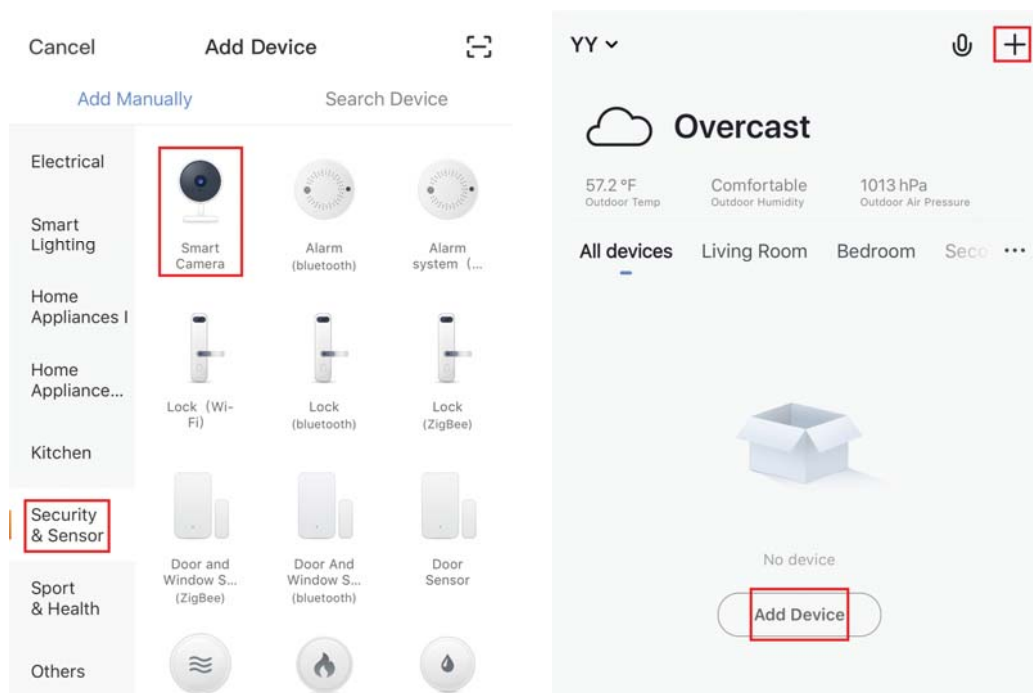 Cancel
Add Device
Add Manually
Search Device
Electrical
Smart
Lighting
Home
Appliances I
Home
Appliance...
Kitchen
Security
& Sensor
Sport
& Health
Others
Smart
Camera
Alarm
(bluetooth)
Alarm
system (...
Lock (Wi-
Fi)
Lock
(bluetooth)
Lock
(ZigBee)
Door and
Window S...
(ZigBee)
Door And
Window S...
(bluetooth)
Door
Sensor
YY
Overcast
57.2 °F
Outdoor Temp
Comfortable
Outdoor Humidity
1013 hPa
Outdoor Air Pressure
All devices Living Room Bedroom Seco ...
No device
Add Device